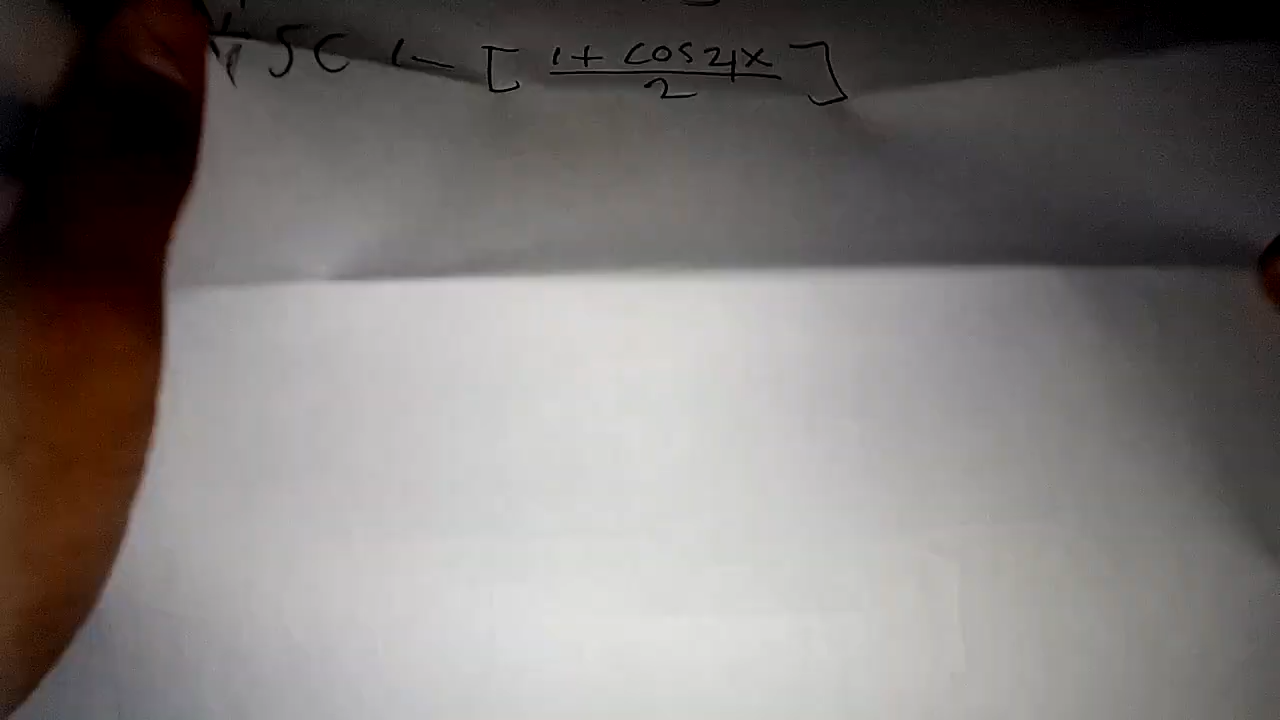 ∫( 1 - [ (1 + cos 4x)/2 ]